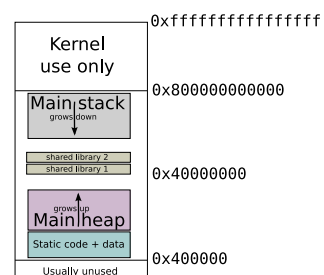 0xffffffffffffffff
Kernel
use only
0x800000000000
Main stack
grows down
shared library 2
shared library 1
0x40000000
grows up
Main heap
Static code + data
0x400000
Usually unused